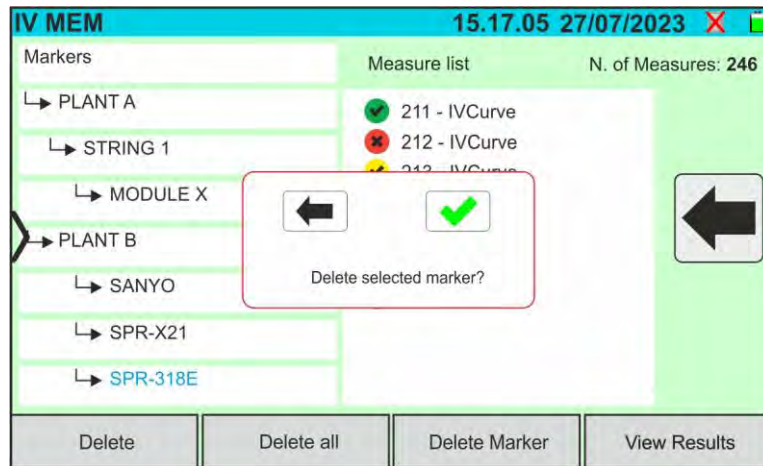 IV MEM 15.17.05 27/07/2023
Markers
Measure list N. of Measures: 246
PLANT A
211 - IVCurve
STRING 1
212 - IVCurve
213 - IVCurve
MODULE X
PLANT B
Delete selected marker?
SANYO
SPR-X21
SPR-318E
Delete Delete all Delete Marker View Results